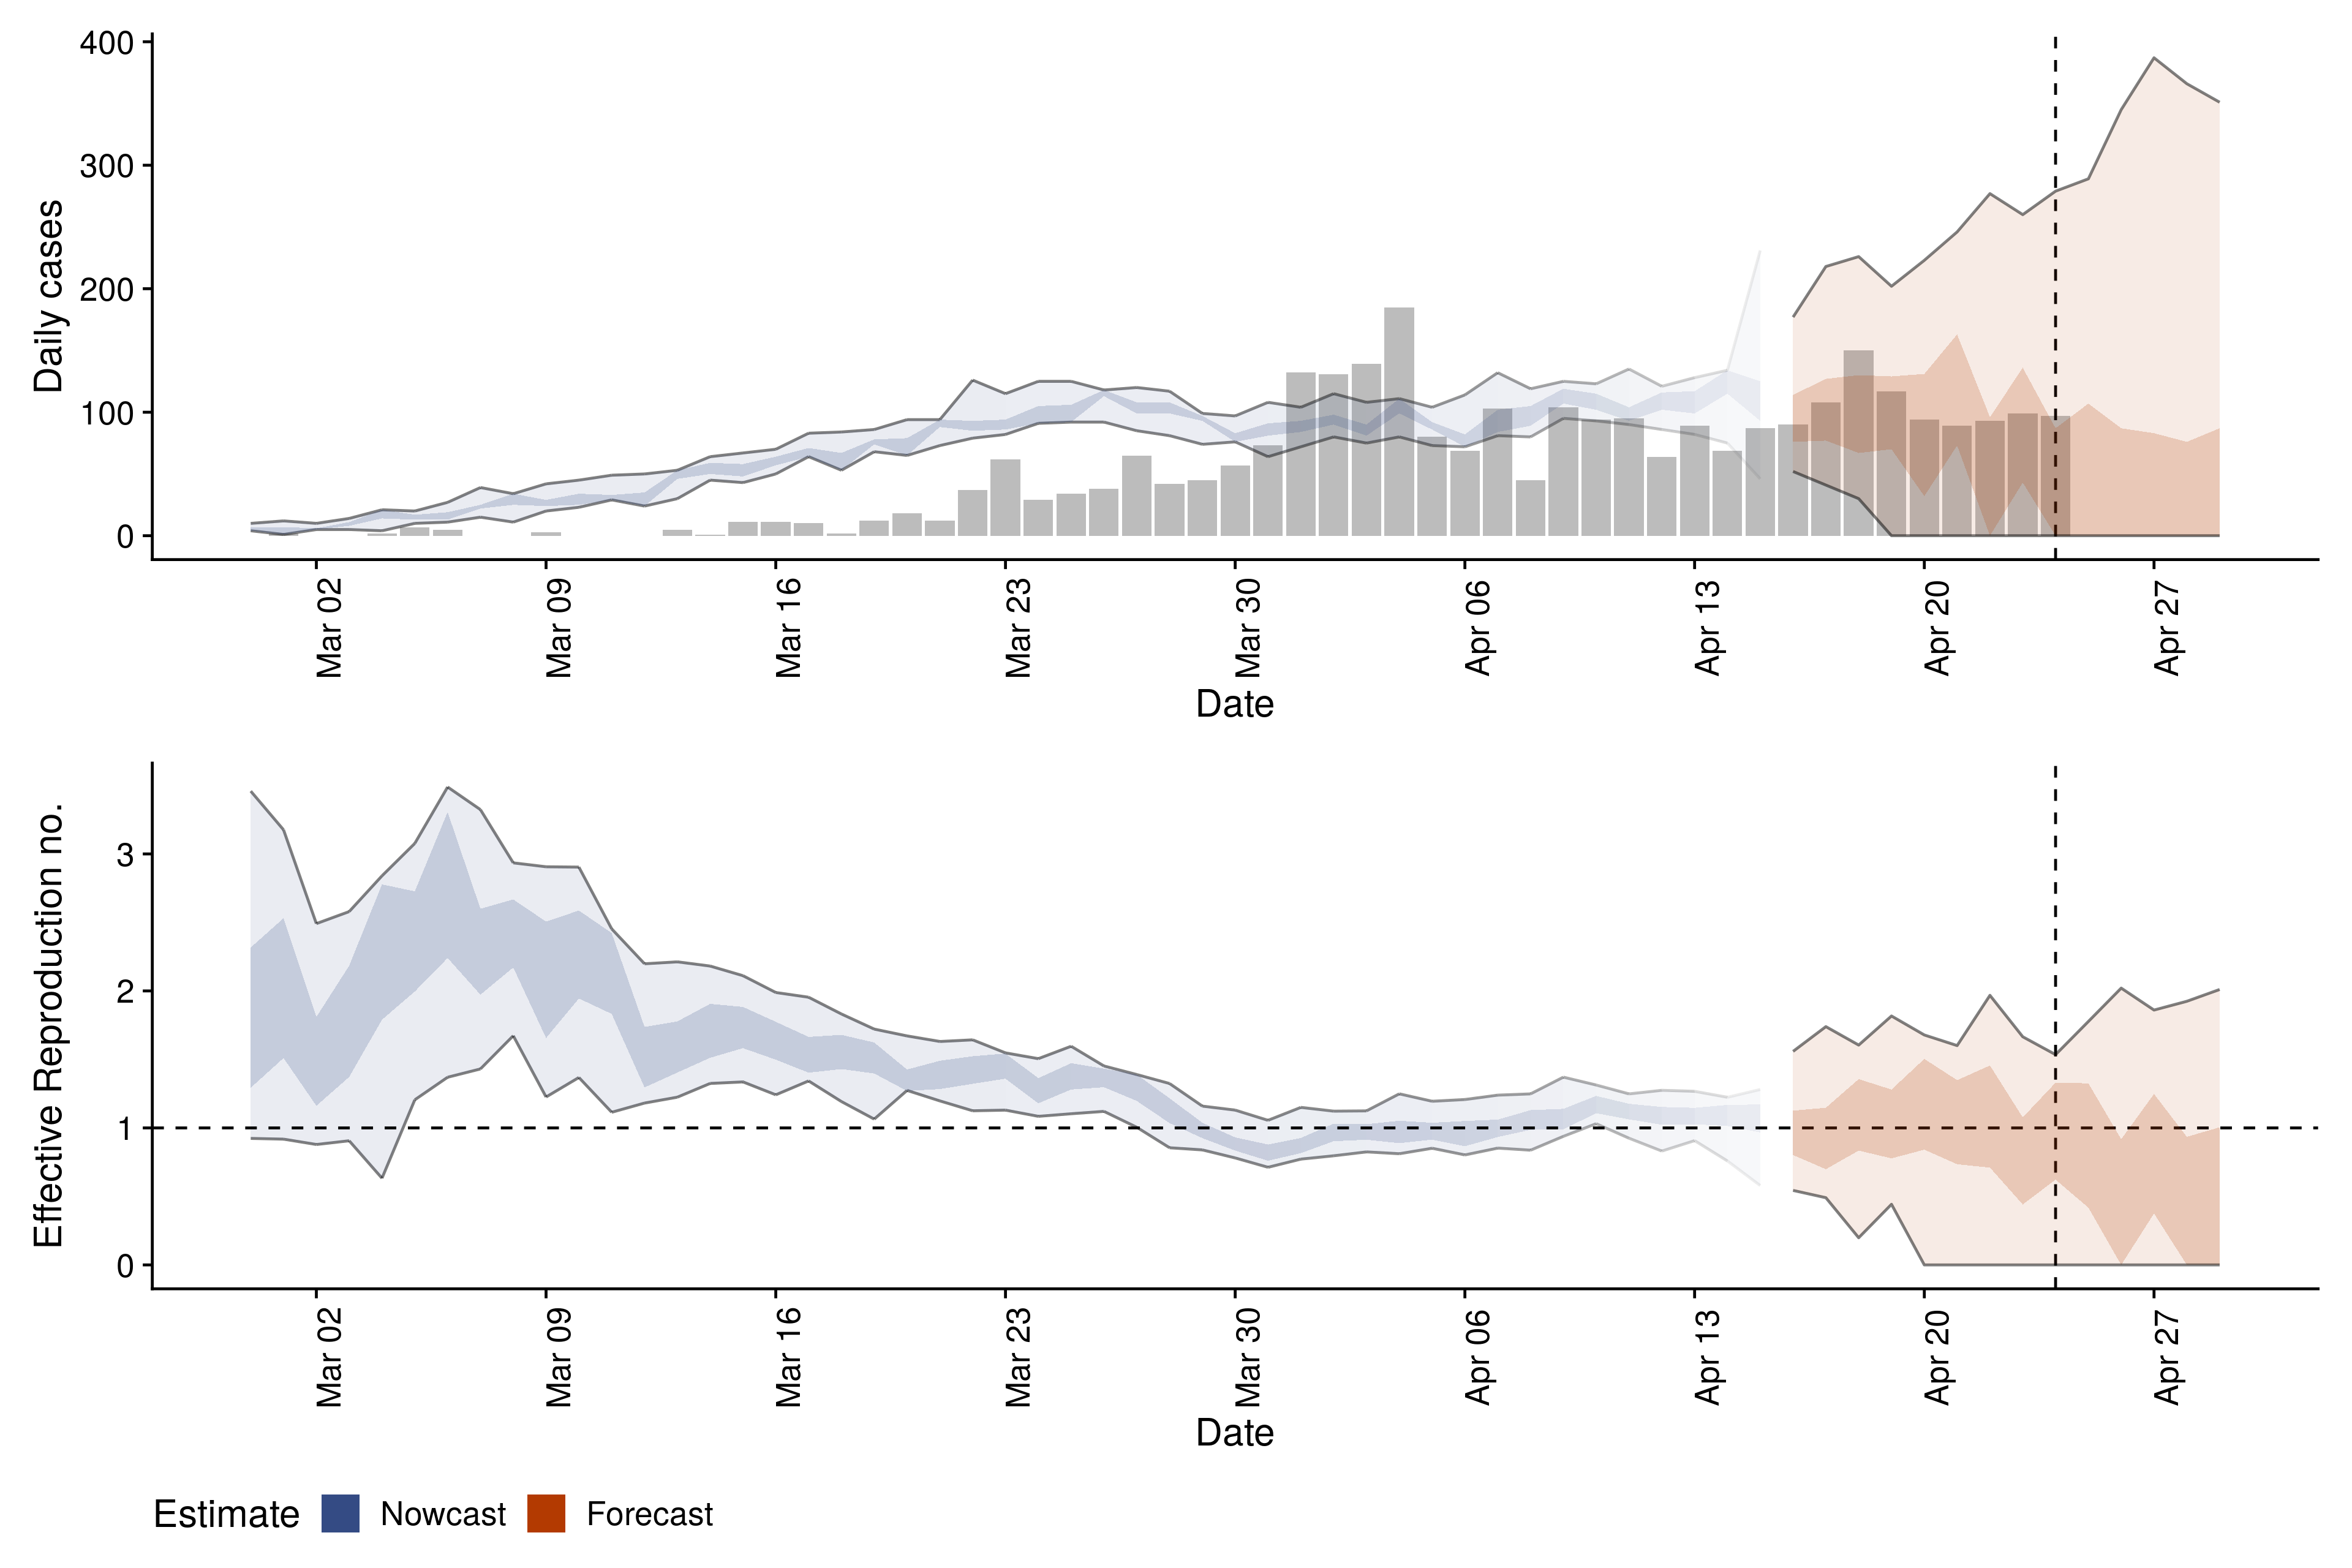 400
300
200
100
0
Daily cases
Mar 02
Mar 09
Mar 16
Mar 23
Mar 30
Apr 06
Apr 13
Apr 20
Apr 27
Date
3
2
1
0
Effective Reproduction no.
Mar 02
Mar 09
Mar 16
Mar 23
Mar 30
Apr 06
Apr 13
Apr 20
Apr 27
Date
Estimate Nowcast Forecast